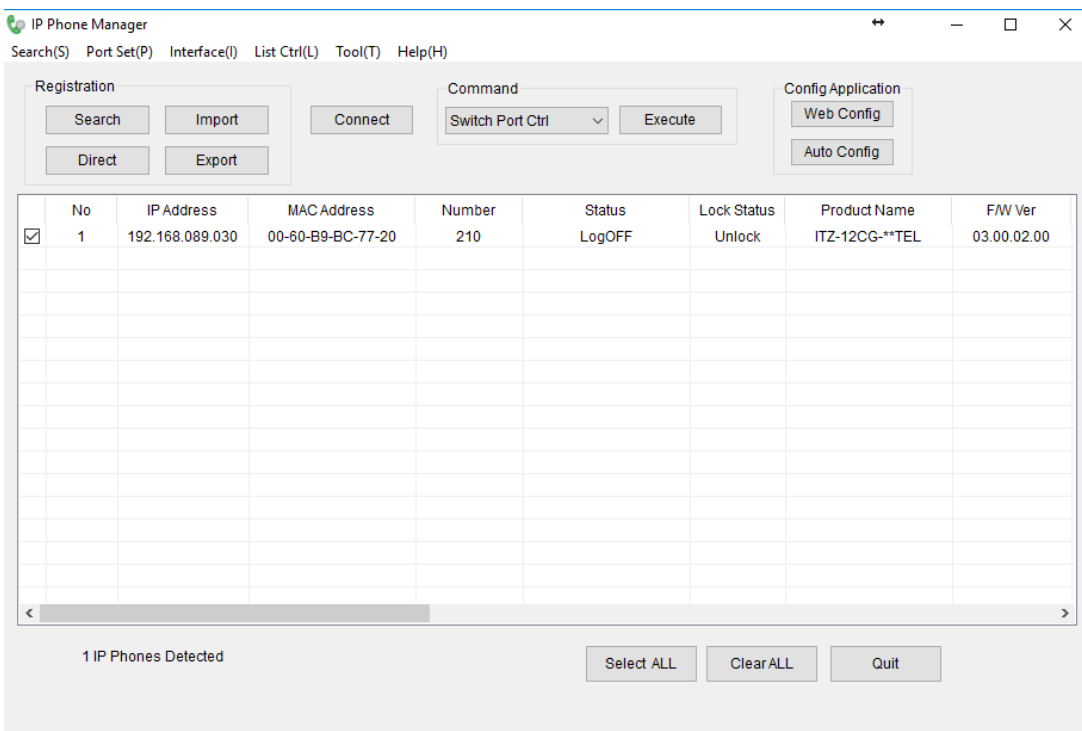 IP Phone Manager
Search(S) Port Set(P) Interface(I) List Ctrl(L) Tool(T) Help(H)
Registration
Search Import
Direct Export
Connect
Command
Switch Port Ctrl Execute
Config Application
Web Config
Auto Config
No IP Address MAC Address Number Status Lock Status Product Name F/W Ver
1 192.168.089.030 00-60-B9-BC-77-20 210 LogOFF Unlock ITZ-12CG-**TEL 03.00.02.00
1 IP Phones Detected
Select ALL Clear ALL Quit